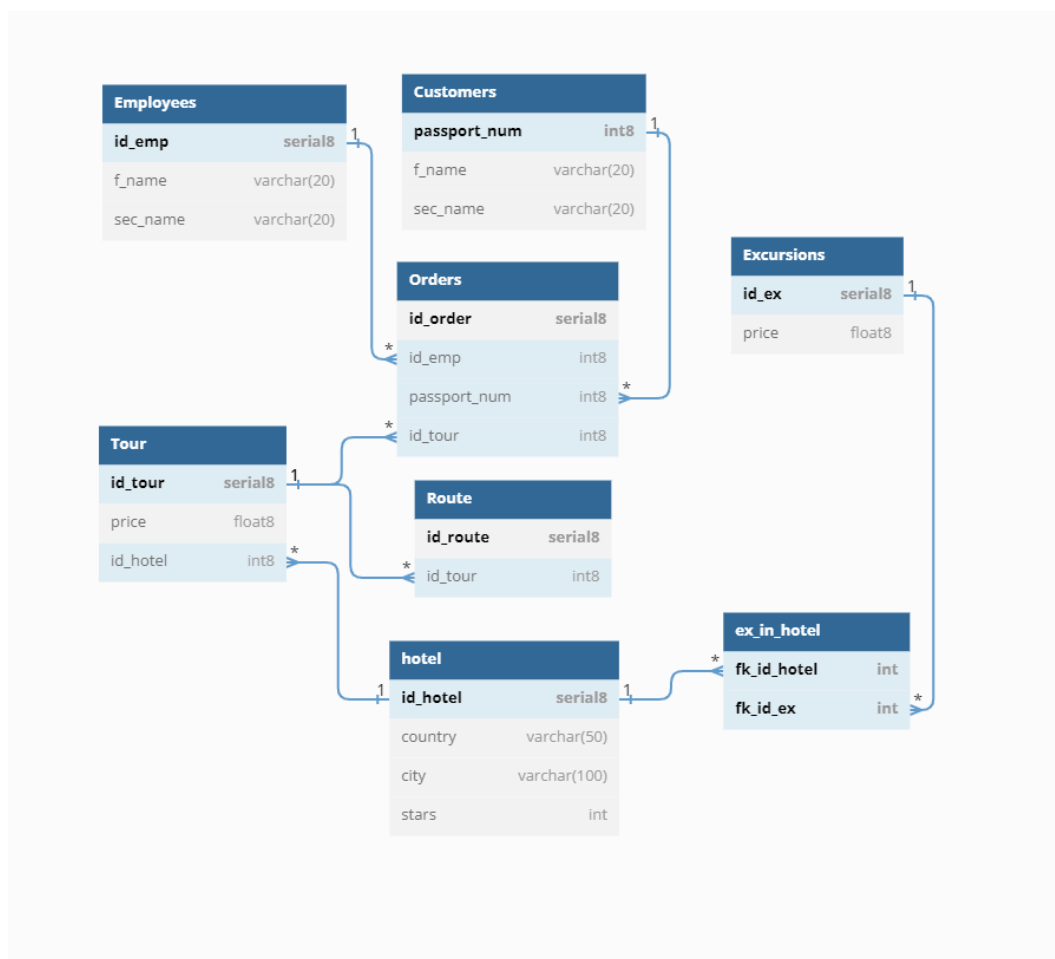 Employees
id_emp serial8
f_name varchar(20)
sec_name varchar(20)
1
*
Customers
passport_num int8
f_name varchar(20)
sec_name varchar(20)
1
*
Orders
id_order serial8
id_emp int8
passport_num int8
id_tour int8
*
Excursions
id_ex serial8
price float8
1
*
Tour
id_tour serial8
price float8
id_hotel int8
1
*
Route
id_route serial8
id_tour int8
*
hotel
id_hotel serial8
country varchar(50)
city varchar(100)
stars int
1
1
ex_in_hotel
fk_id_hotel int
fk_id_ex int
*